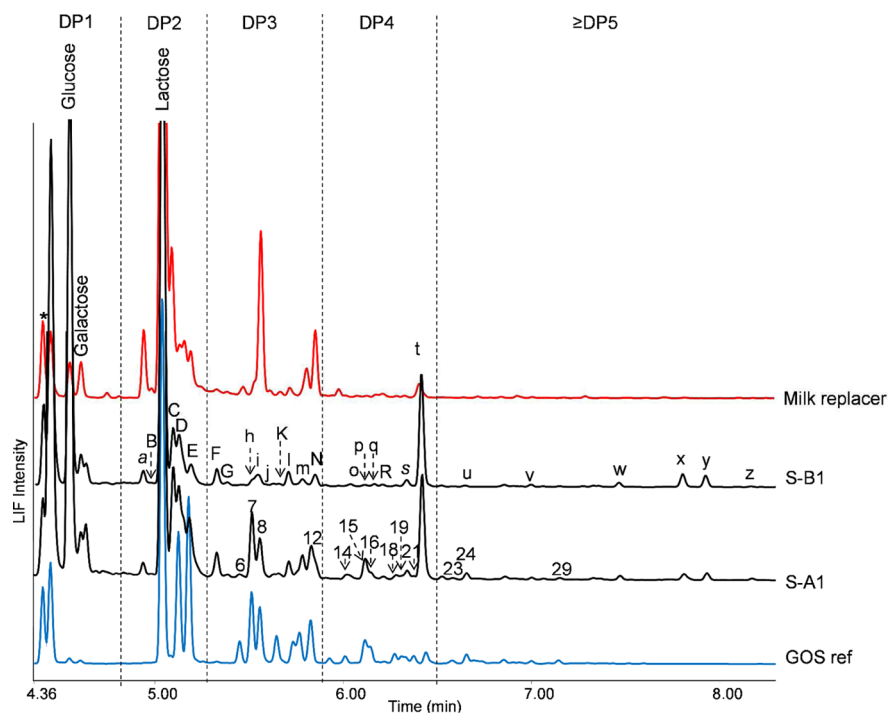 DP1 DP2 DP3 DP4 ≥DP5
Glucose
Lactose
*
Galactose
t
Milk replacer
a B C D E F G h i j K l m N o p q R s u v w x y z
S-B1
6 7 8 12 14 15 16 18 19 21 23 24 29
S-A1
GOS ref
LIF Intensity
4.36 5.00 6.00 7.00 8.00
Time (min)